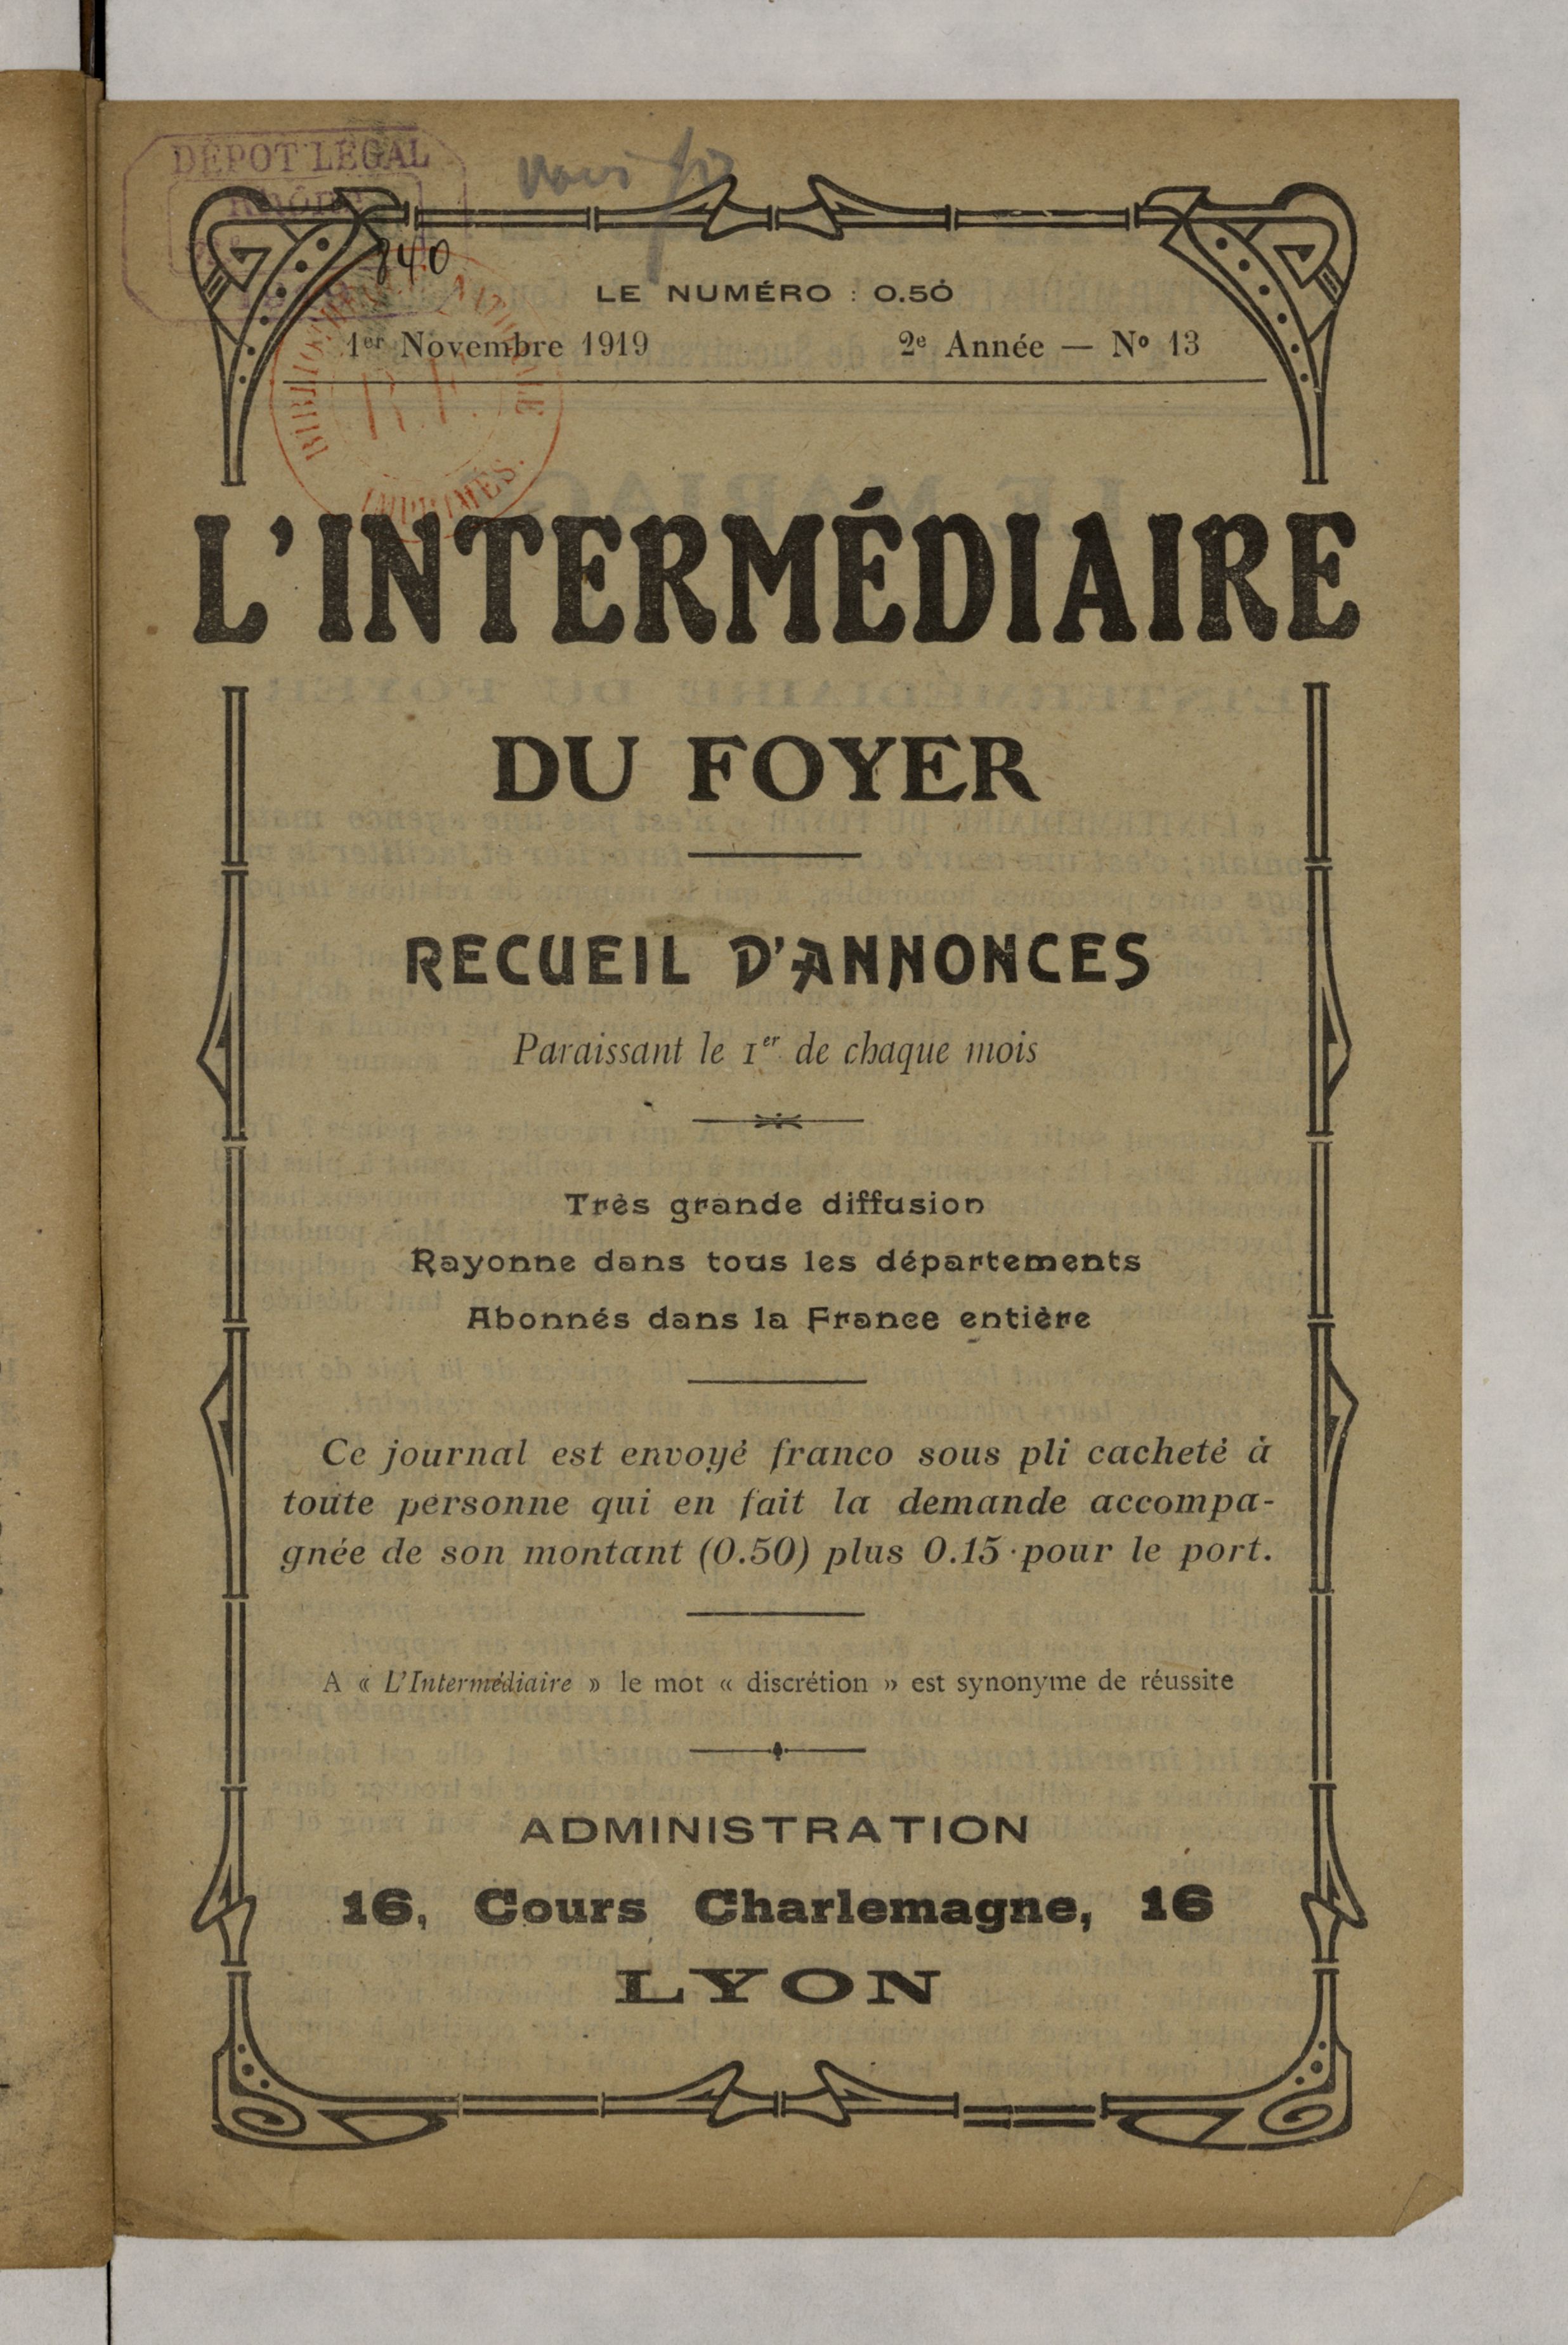 DÉPOT LÉGAL
RHÔNE
840
BIBLIOTHÈQUE NATIONALE
R.F.
IMPRIMÉS.
LE NUMÉRO : 0.50
1er Novembre 1919 2e Année — No 13
L'INTERMÉDIAIRE
DU FOYER
RECUEIL D'ANNONCES
Paraissant le 1er de chaque mois
Très grande diffusion
Rayonne dans tous les départements
Abonnés dans la France entière
Ce journal est envoyé franco sous pli cacheté à
toute personne qui en fait la demande accompa-
gnée de son montant (0.50) plus 0.15 pour le port.
A « L'Intermédiaire » le mot « discrétion » est synonyme de réussite
ADMINISTRATION
16, Cours Charlemagne, 16
LYON